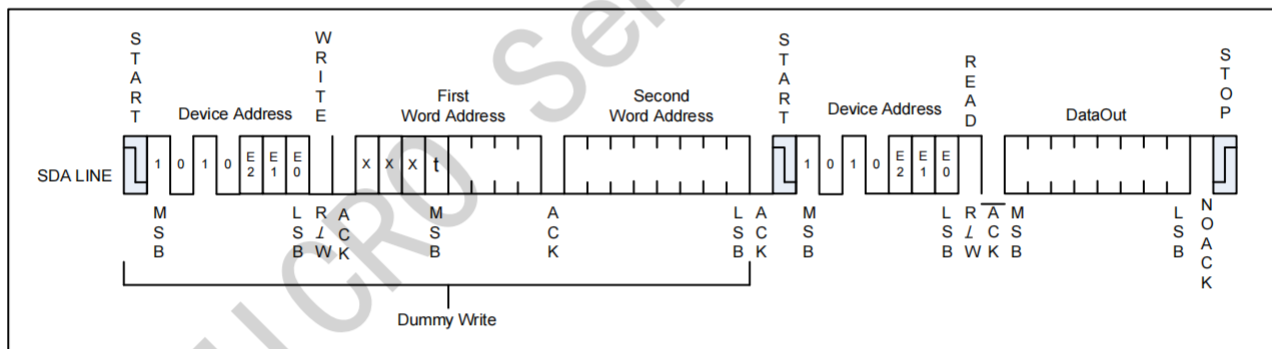 CRO Sem
START
WRITE
START
READ
STOP
Device Address
First
Word Address
Second
Word Address
Device Address
DataOut
SDA LINE
1 0 1 0 E2 E1 E0
x x x t
1 0 1 0 E2 E1 E0
MSB
LSB
R/W
ACK
MSB
ACK
LSB
ACK
MSB
LSB
R/W
ACK
MSB
LSB
NOACK
Dummy Write